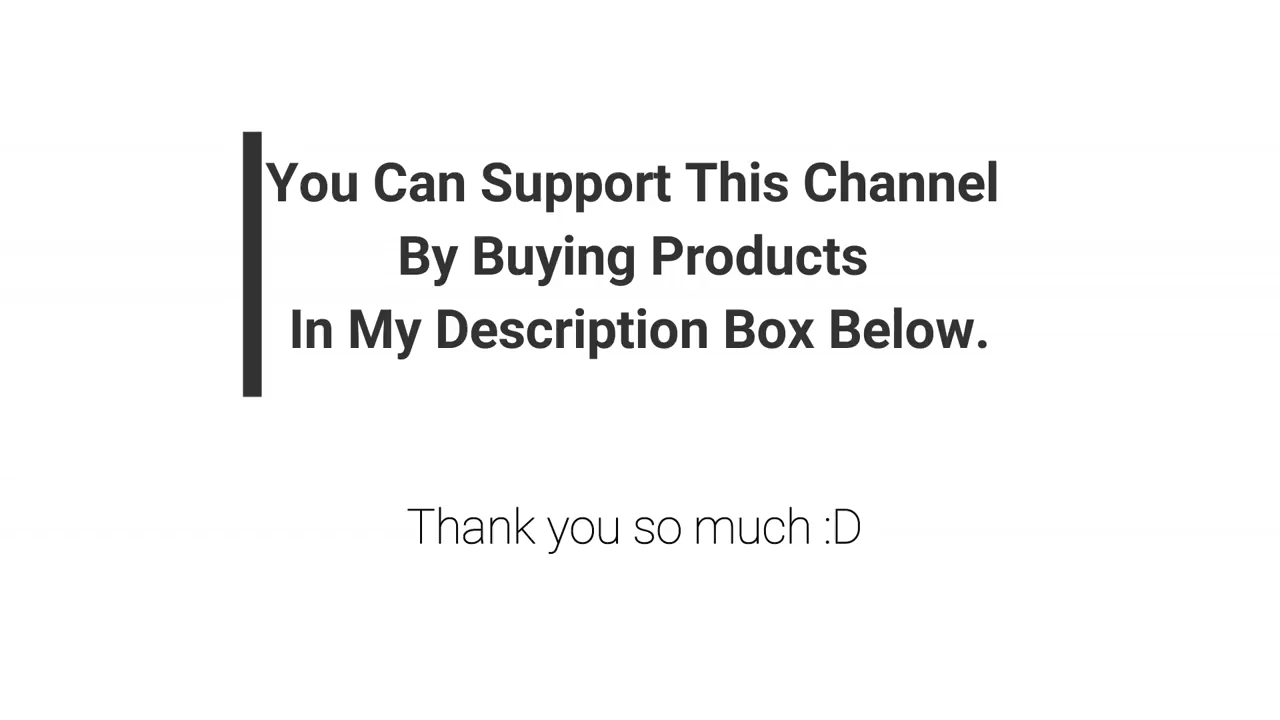 You Can Support This Channel
By Buying Products
In My Description Box Below.
Thank you so much :D